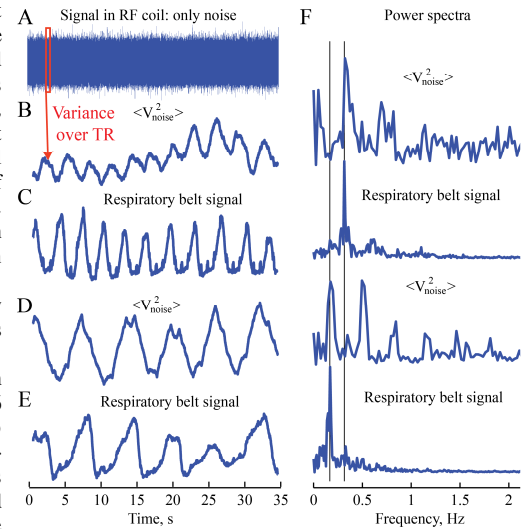 A
Signal in RF coil: only noise
F
Power spectra
B
Variance
over TR
<V²noise>
<V²noise>
C
Respiratory belt signal
Respiratory belt signal
D
<V²noise>
<V²noise>
E
Respiratory belt signal
Respiratory belt signal
0 5 10 15 20 25 30 35
0 0.5 1 1.5 2
Time, s
Frequency, Hz